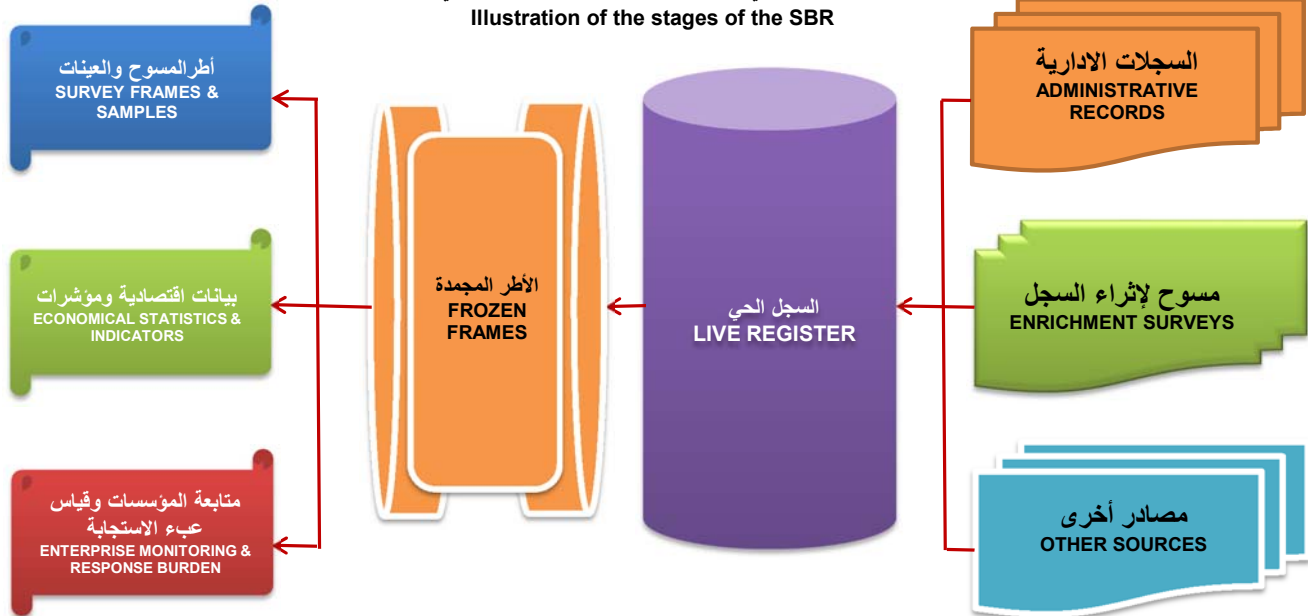 Illustration of the stages of the SBR
السجلات الادارية
ADMINISTRATIVE
RECORDS
مسوح لإثراء السجل
ENRICHMENT SURVEYS
مصادر أخرى
OTHER SOURCES
السجل الحي
LIVE REGISTER
الأطر المجمدة
FROZEN
FRAMES
أطرالمسوح والعينات
SURVEY FRAMES &
SAMPLES
بيانات اقتصادية ومؤشرات
ECONOMICAL STATISTICS &
INDICATORS
متابعة المؤسسات وقياس
عبء الاستجابة
ENTERPRISE MONITORING &
RESPONSE BURDEN